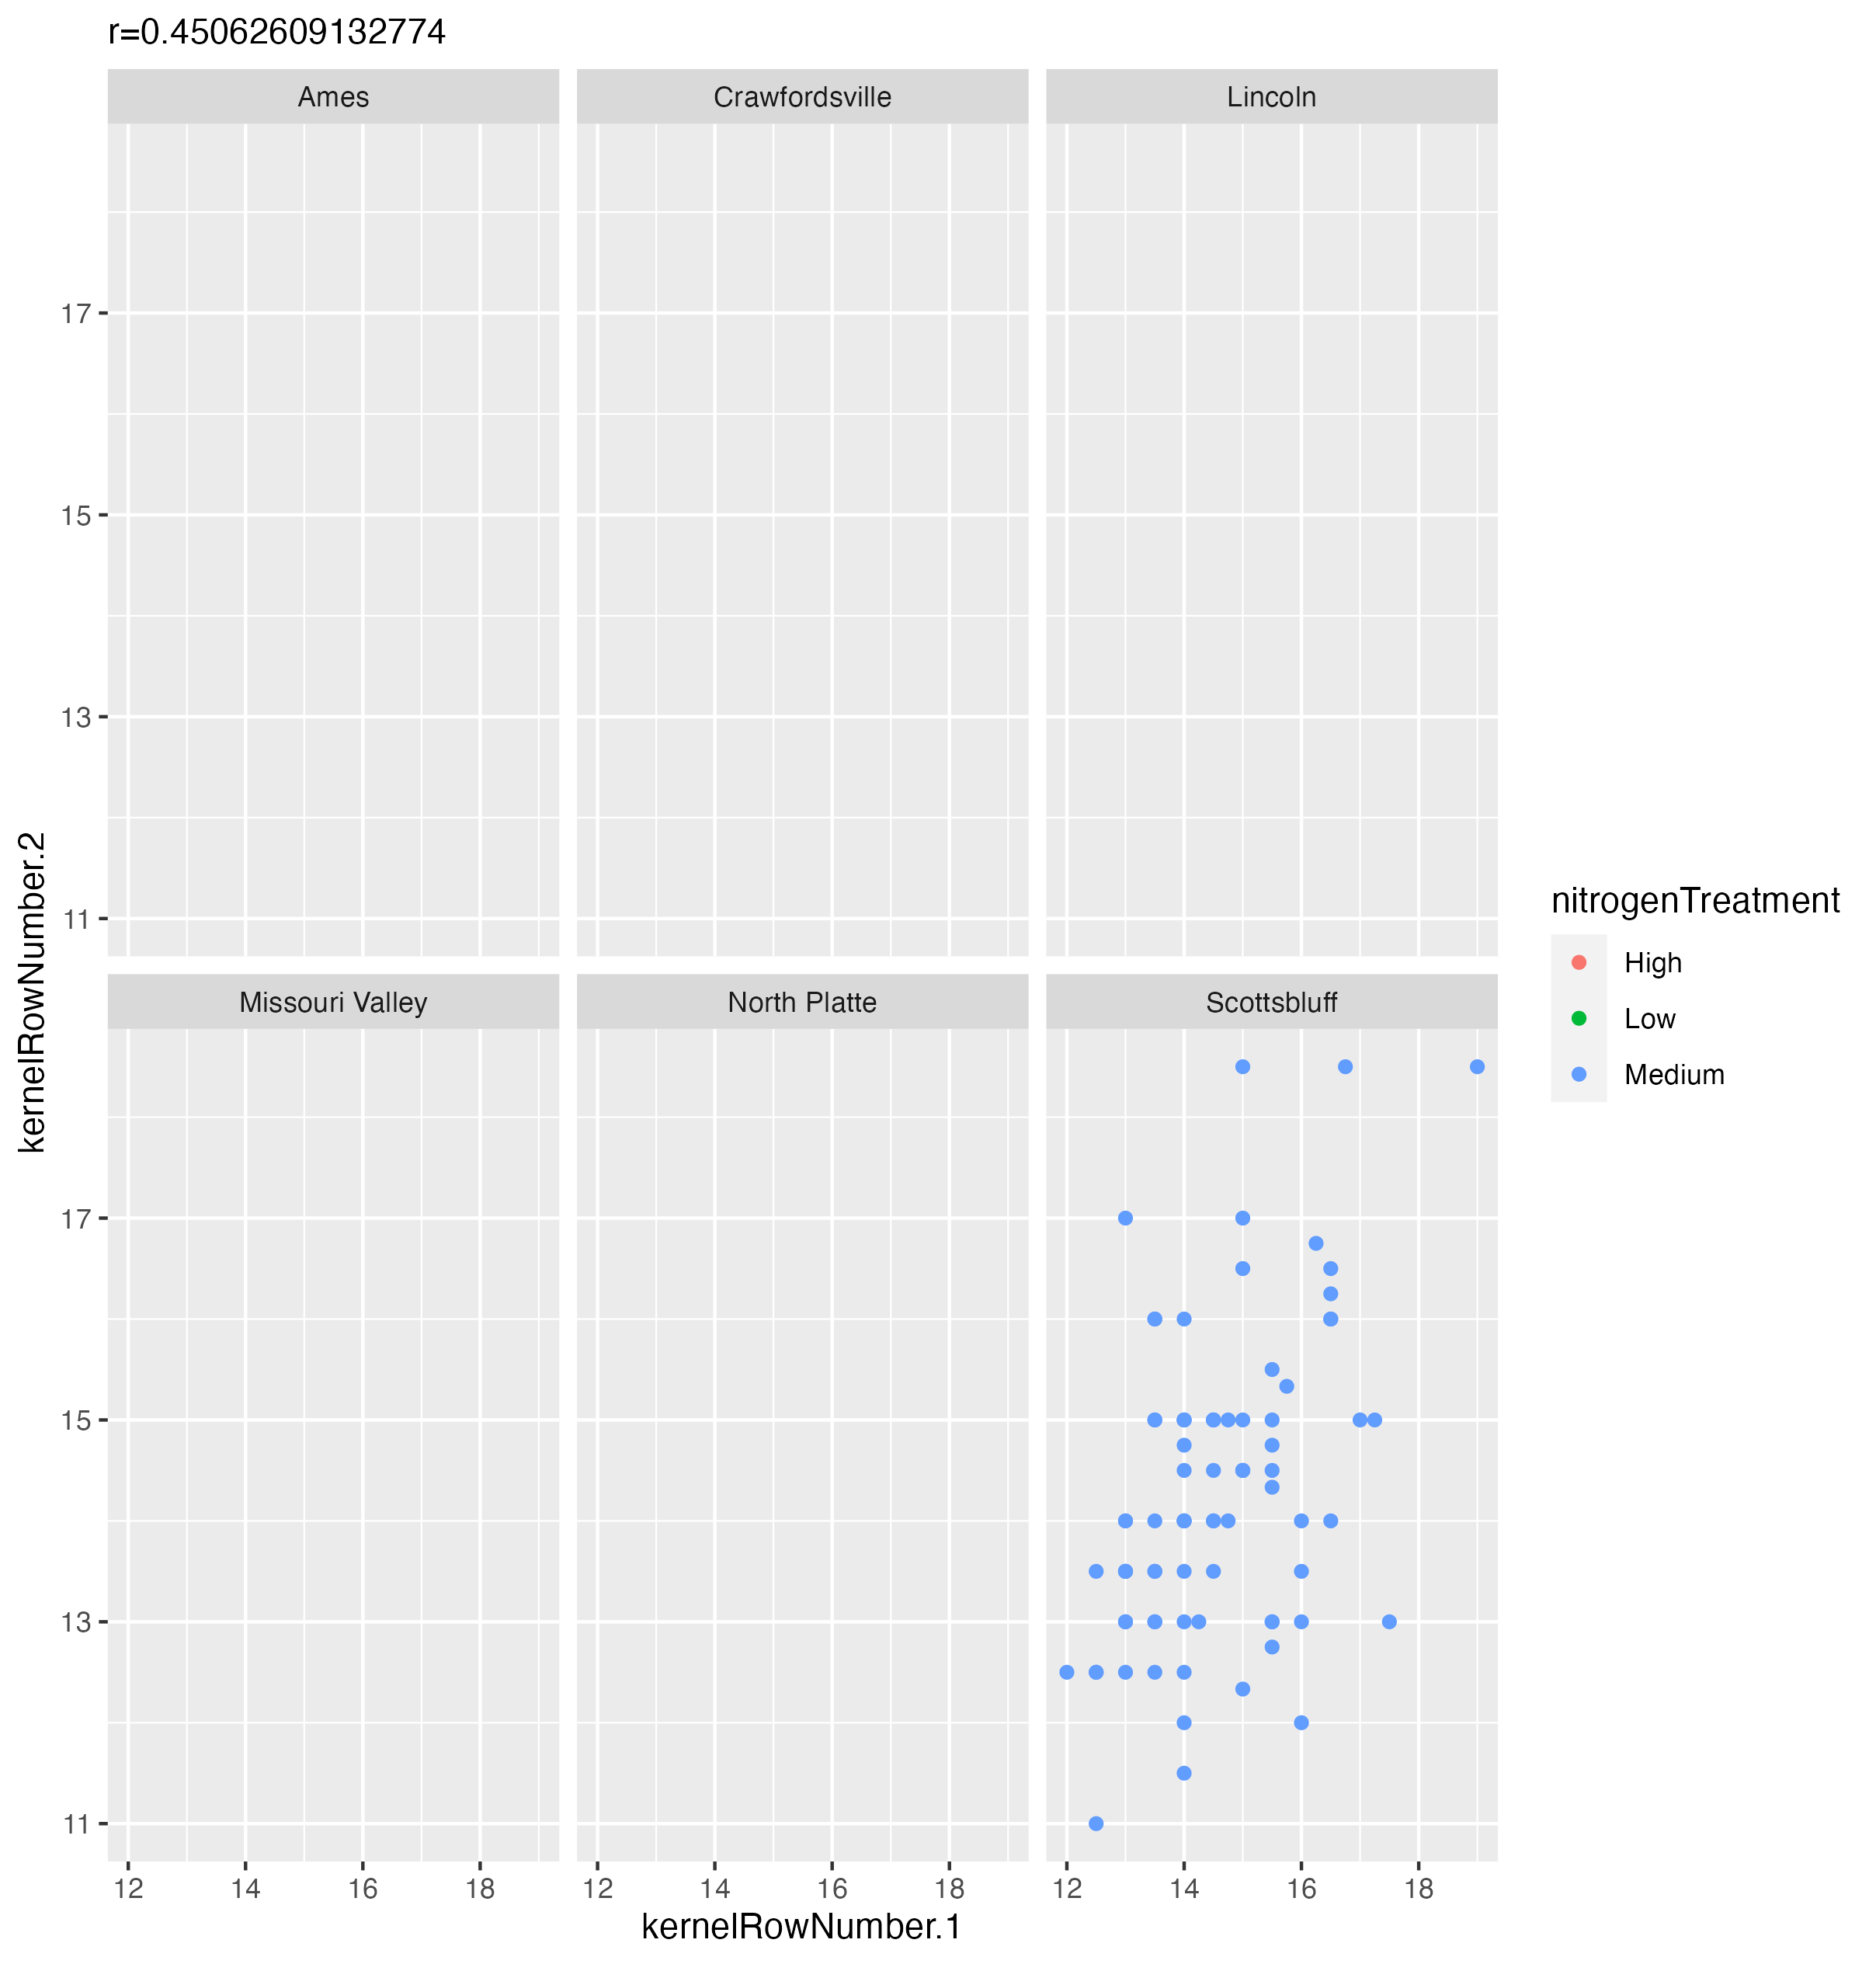 r=0.45062609132774
Ames
Crawfordsville
Lincoln
17
15
13
11
kernelRowNumber.2
Missouri Valley
North Platte
Scottsbluff
17
15
13
11
12 14 16 18
12 14 16 18
12 14 16 18
kernelRowNumber.1
nitrogenTreatment
High
Low
Medium